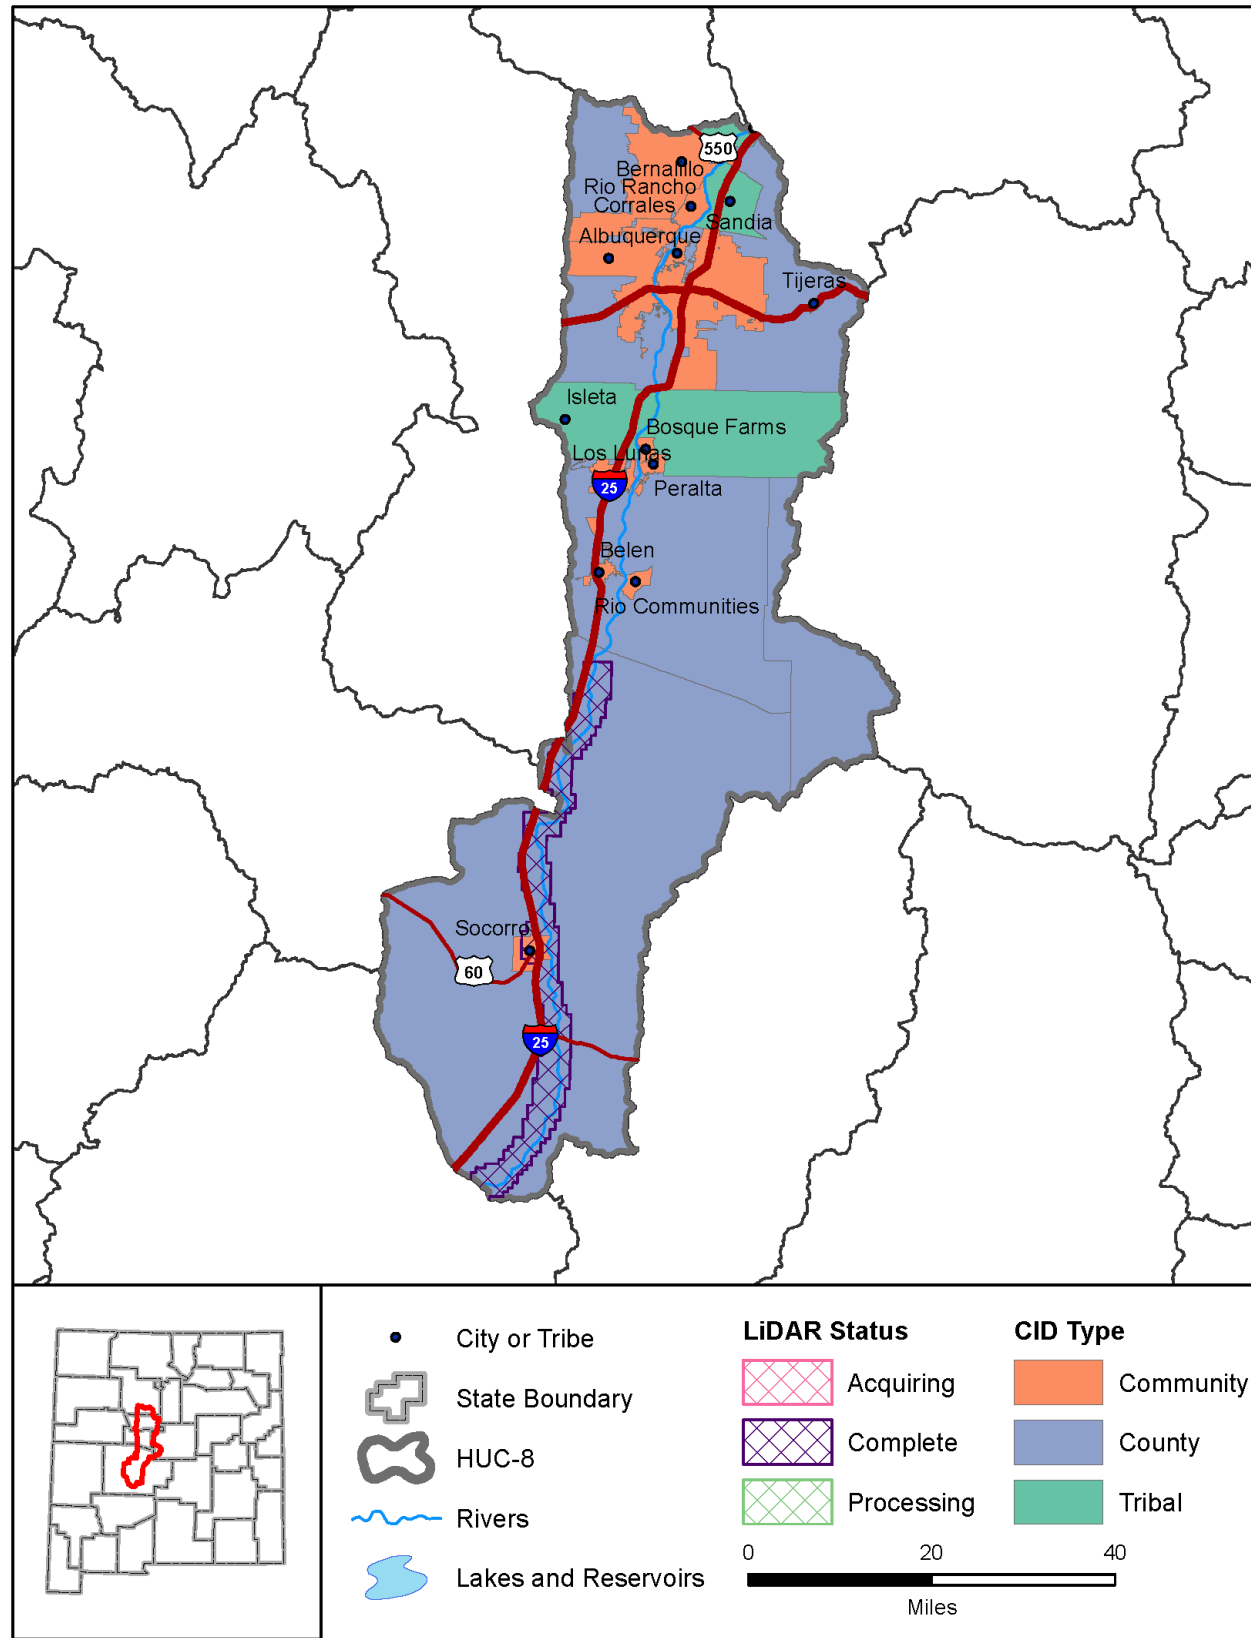 550
Bernalillo
Rio Rancho
Corrales
Sandia
Albuquerque
Tijeras
Isleta
Bosque Farms
Los Lunas
25
Peralta
Belen
Rio Communities
Socorro
60
25
City or Tribe
State Boundary
HUC-8
Rivers
Lakes and Reservoirs
LiDAR Status
Acquiring
Complete
Processing
CID Type
Community
County
Tribal
0 20 40
Miles